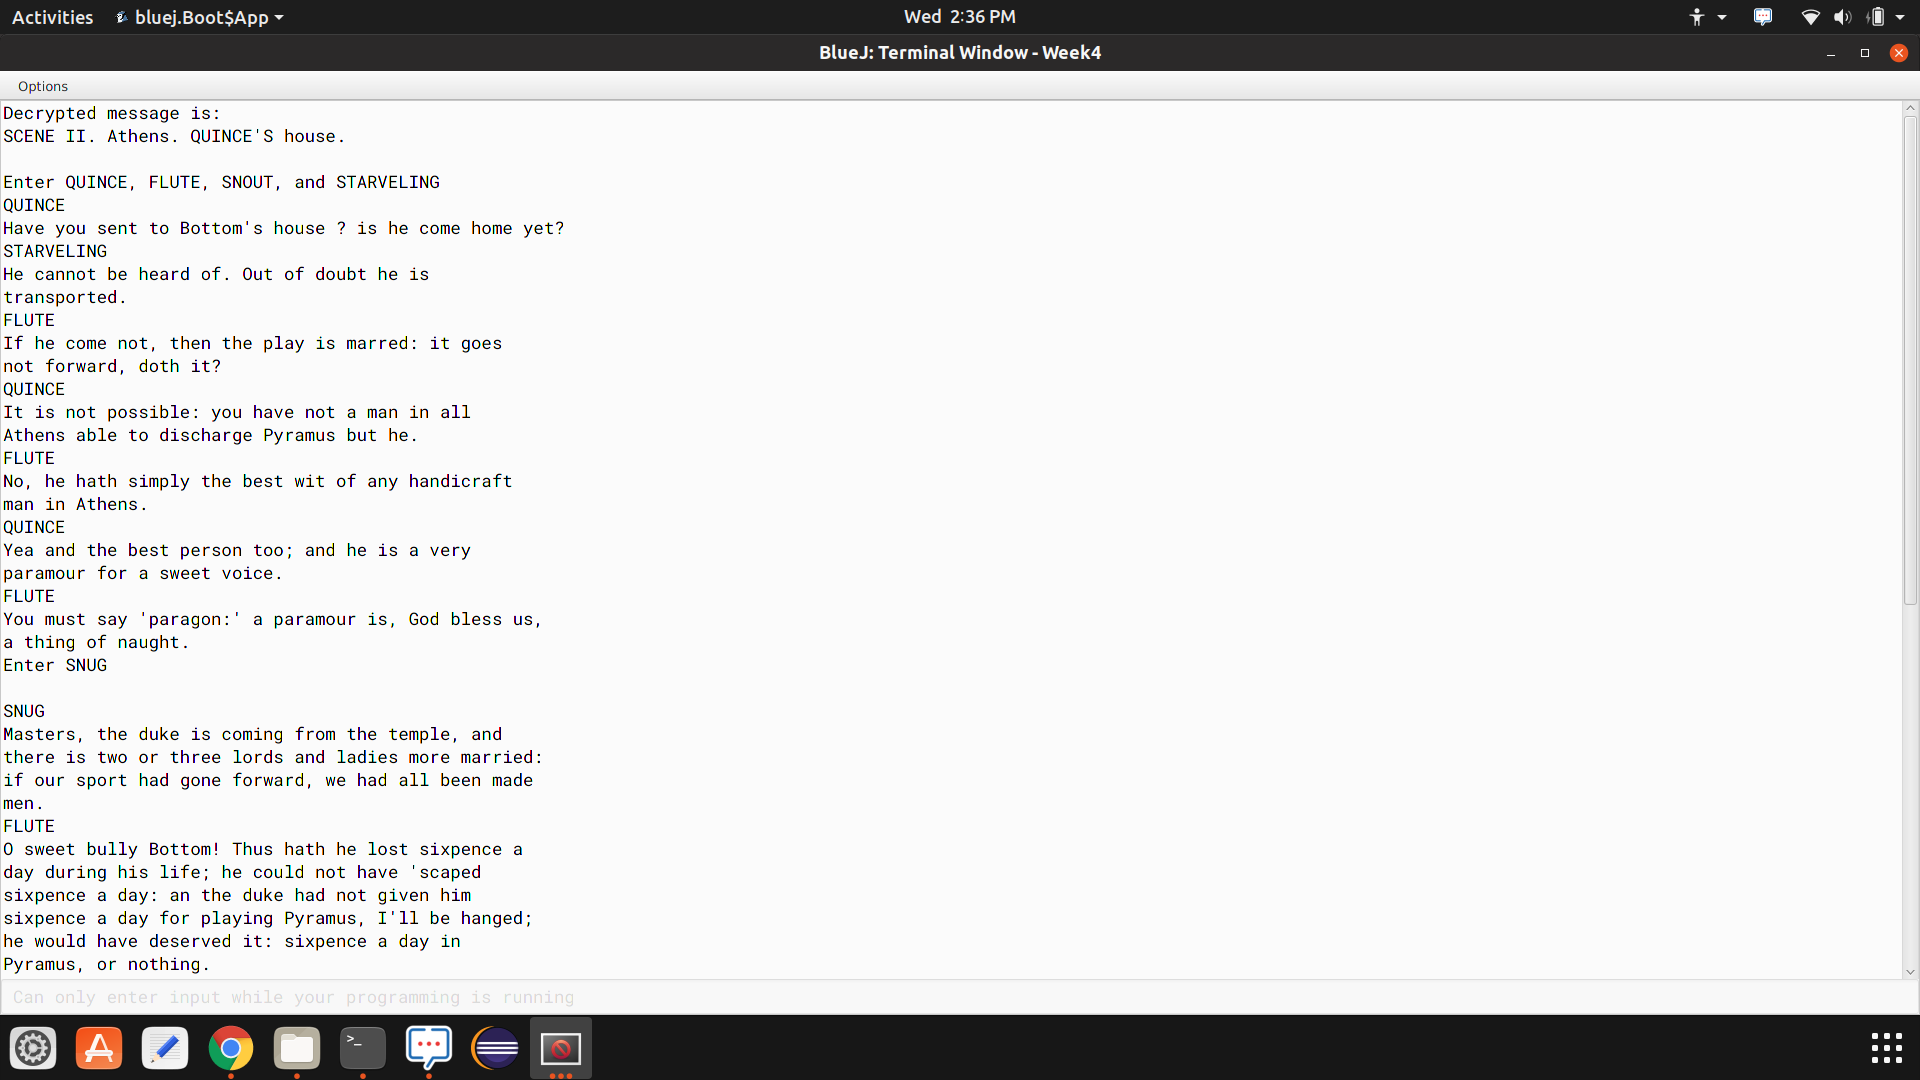 Activities
bluej.Boot$App
Wed 2:36 PM
BlueJ: Terminal Window - Week4
Options
Decrypted message is:
SCENE II. Athens. QUINCE'S house.

Enter QUINCE, FLUTE, SNOUT, and STARVELING
QUINCE
Have you sent to Bottom's house ? is he come home yet?
STARVELING
He cannot be heard of. Out of doubt he is
transported.
FLUTE
If he come not, then the play is marred: it goes
not forward, doth it?
QUINCE
It is not possible: you have not a man in all
Athens able to discharge Pyramus but he.
FLUTE
No, he hath simply the best wit of any handicraft
man in Athens.
QUINCE
Yea and the best person too; and he is a very
paramour for a sweet voice.
FLUTE
You must say 'paragon:' a paramour is, God bless us,
a thing of naught.
Enter SNUG

SNUG
Masters, the duke is coming from the temple, and
there is two or three lords and ladies more married:
if our sport had gone forward, we had all been made
men.
FLUTE
O sweet bully Bottom! Thus hath he lost sixpence a
day during his life; he could not have 'scaped
sixpence a day: an the duke had not given him
sixpence a day for playing Pyramus, I'll be hanged;
he would have deserved it: sixpence a day in
Pyramus, or nothing.
Can only enter input while your programming is running